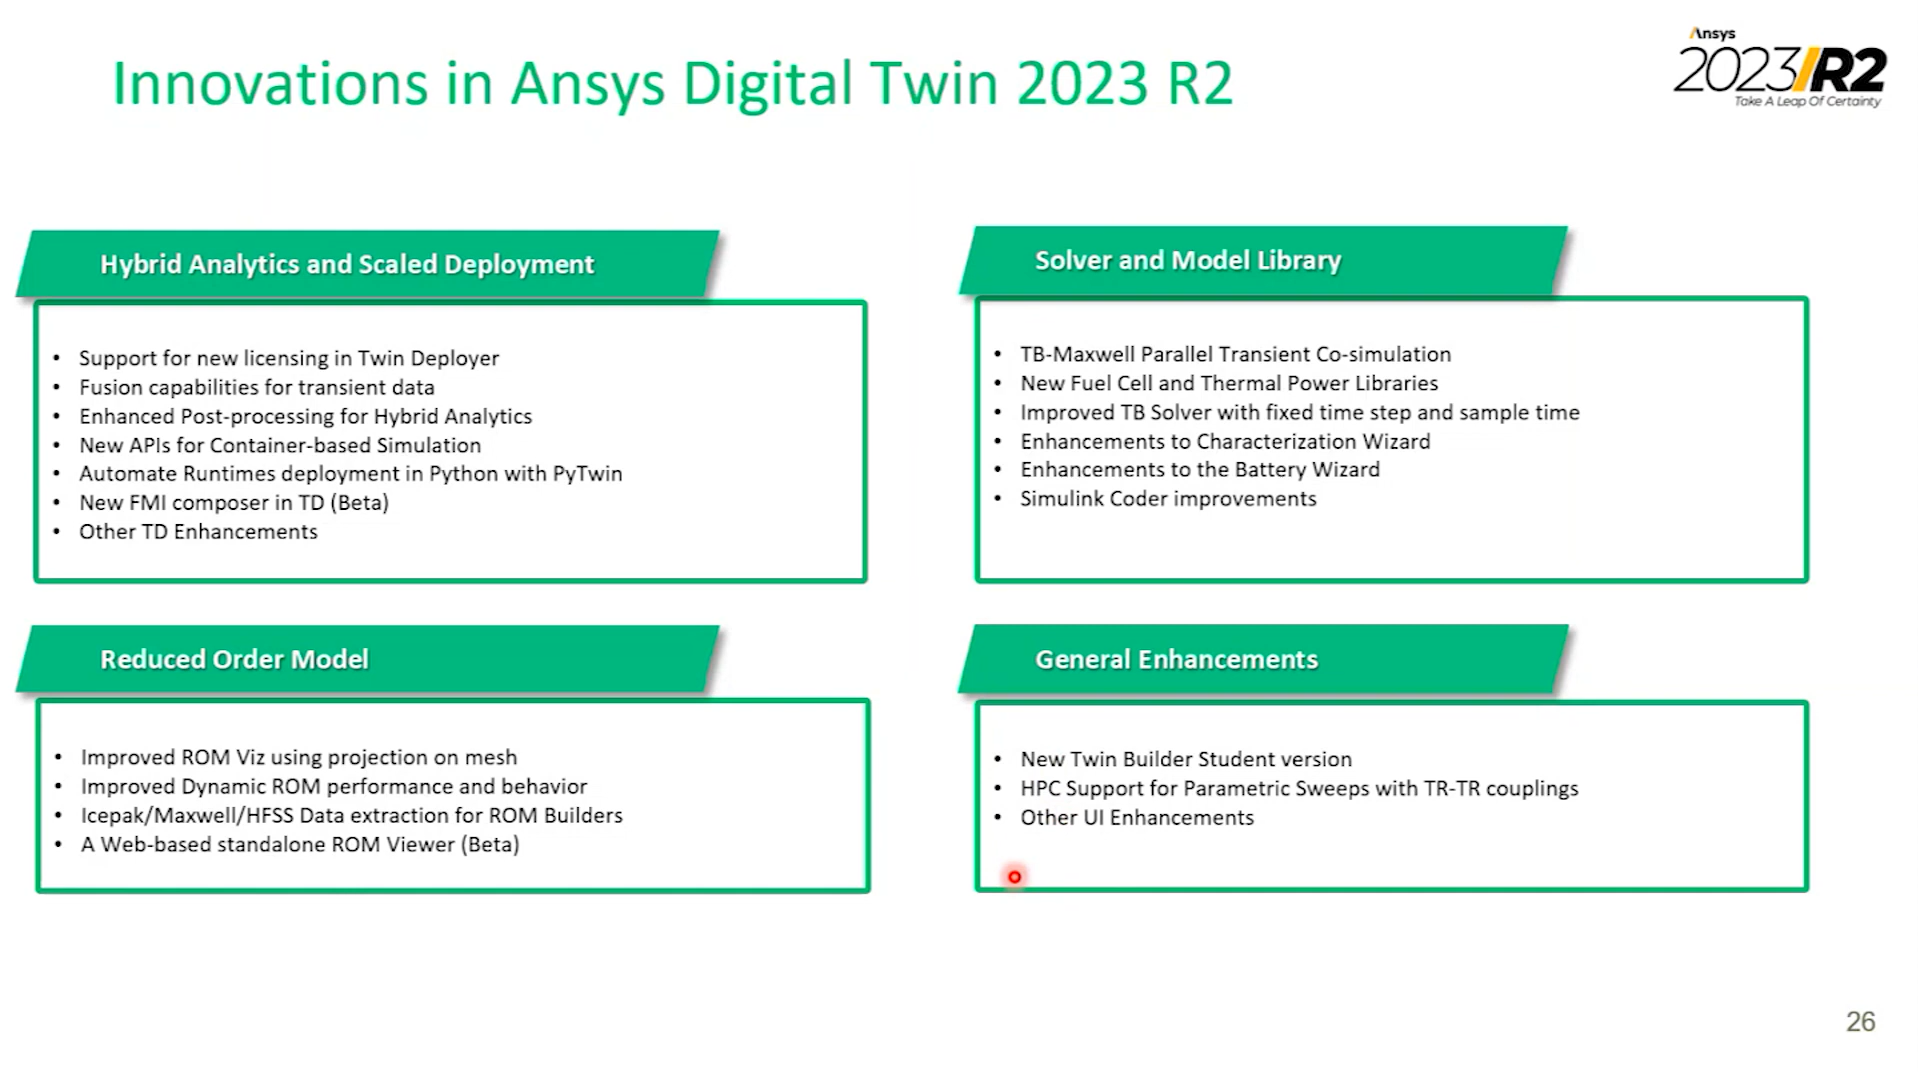 Innovations in Ansys Digital Twin 2023 R2
Ansys
2023/R2
Take A Leap Of Certainty
Hybrid Analytics and Scaled Deployment
• Support for new licensing in Twin Deployer
• Fusion capabilities for transient data
• Enhanced Post-processing for Hybrid Analytics
• New APIs for Container-based Simulation
• Automate Runtimes deployment in Python with PyTwin
• New FMI composer in TD (Beta)
• Other TD Enhancements
Solver and Model Library
• TB-Maxwell Parallel Transient Co-simulation
• New Fuel Cell and Thermal Power Libraries
• Improved TB Solver with fixed time step and sample time
• Enhancements to Characterization Wizard
• Enhancements to the Battery Wizard
• Simulink Coder improvements
Reduced Order Model
• Improved ROM Viz using projection on mesh
• Improved Dynamic ROM performance and behavior
• Icepak/Maxwell/HFSS Data extraction for ROM Builders
• A Web-based standalone ROM Viewer (Beta)
General Enhancements
• New Twin Builder Student version
• HPC Support for Parametric Sweeps with TR-TR couplings
• Other UI Enhancements
26